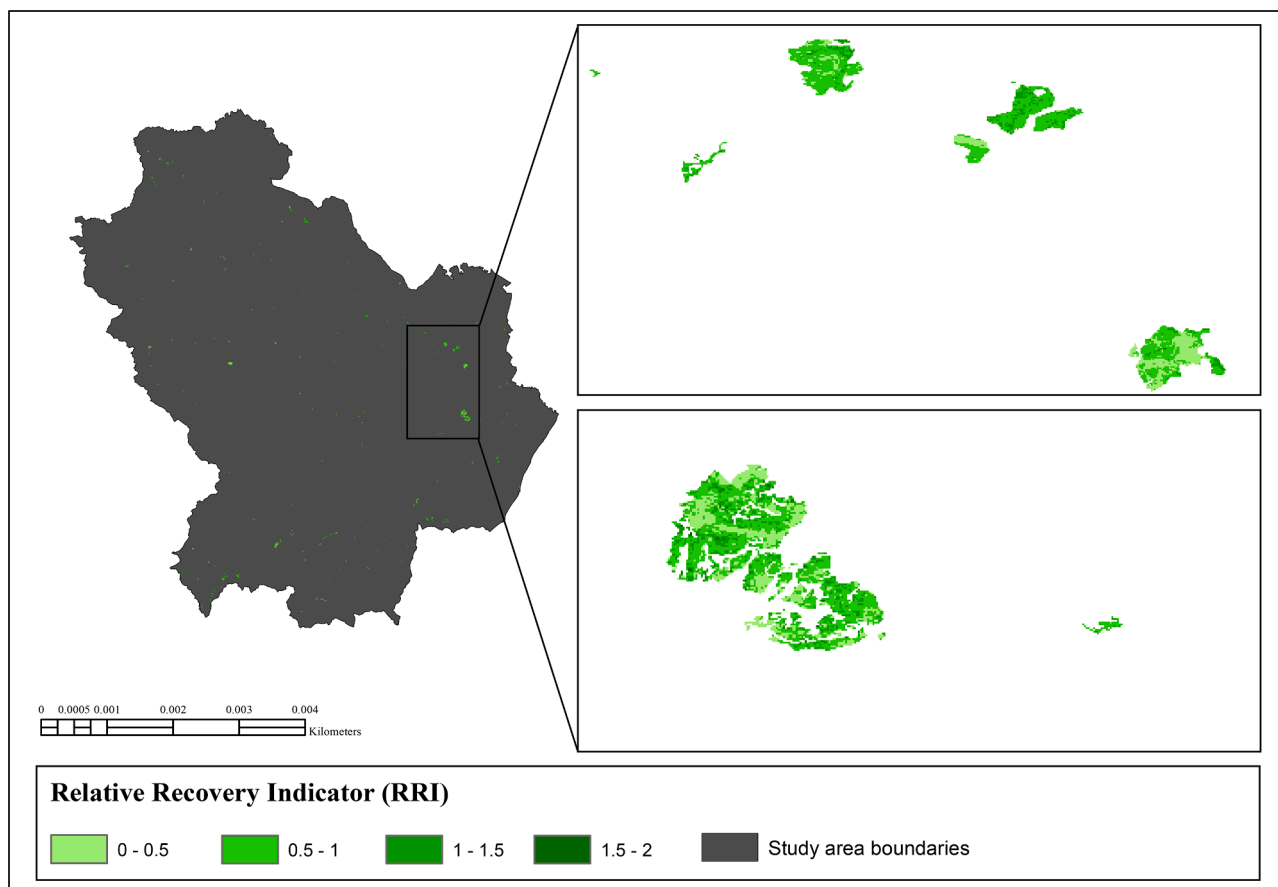 0 0.0005 0.001 0.002 0.003 0.004
Kilometers
Relative Recovery Indicator (RRI)
0 - 0.5 0.5 - 1 1 - 1.5 1.5 - 2 Study area boundaries